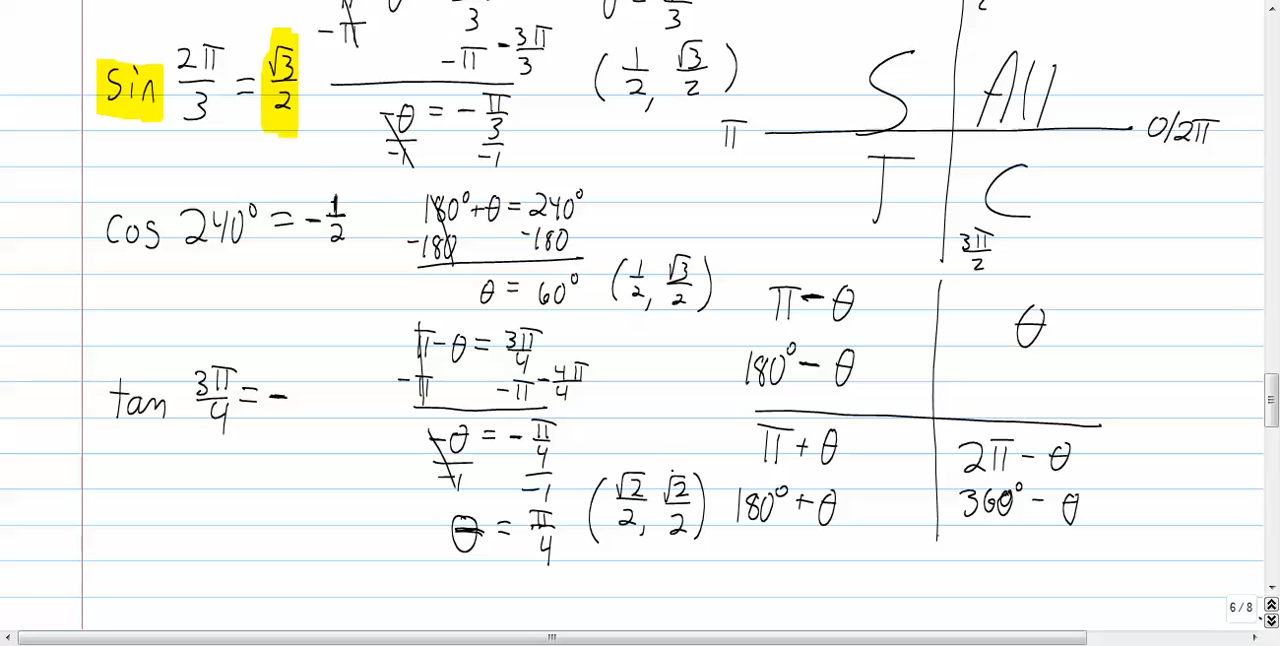 -π 3 3
-π - 3π/3
sin 2π/3 = √3/2
(1/2, √3/2)
-θ/-1 = -π/3/-1
S All
π 0/2π
T C
3π/2
cos 240° = -1/2
180° + θ = 240°
-180 -180
θ = 60° (1/2, √3/2)
π - θ θ
180° - θ
tan 3π/4 = -
π - θ = 3π/4
-π -π - 4π/4
-θ/-1 = -π/4/-1
θ = π/4 (√2/2, √2/2)
π + θ 2π - θ
180° + θ 360° - θ
6 / 8